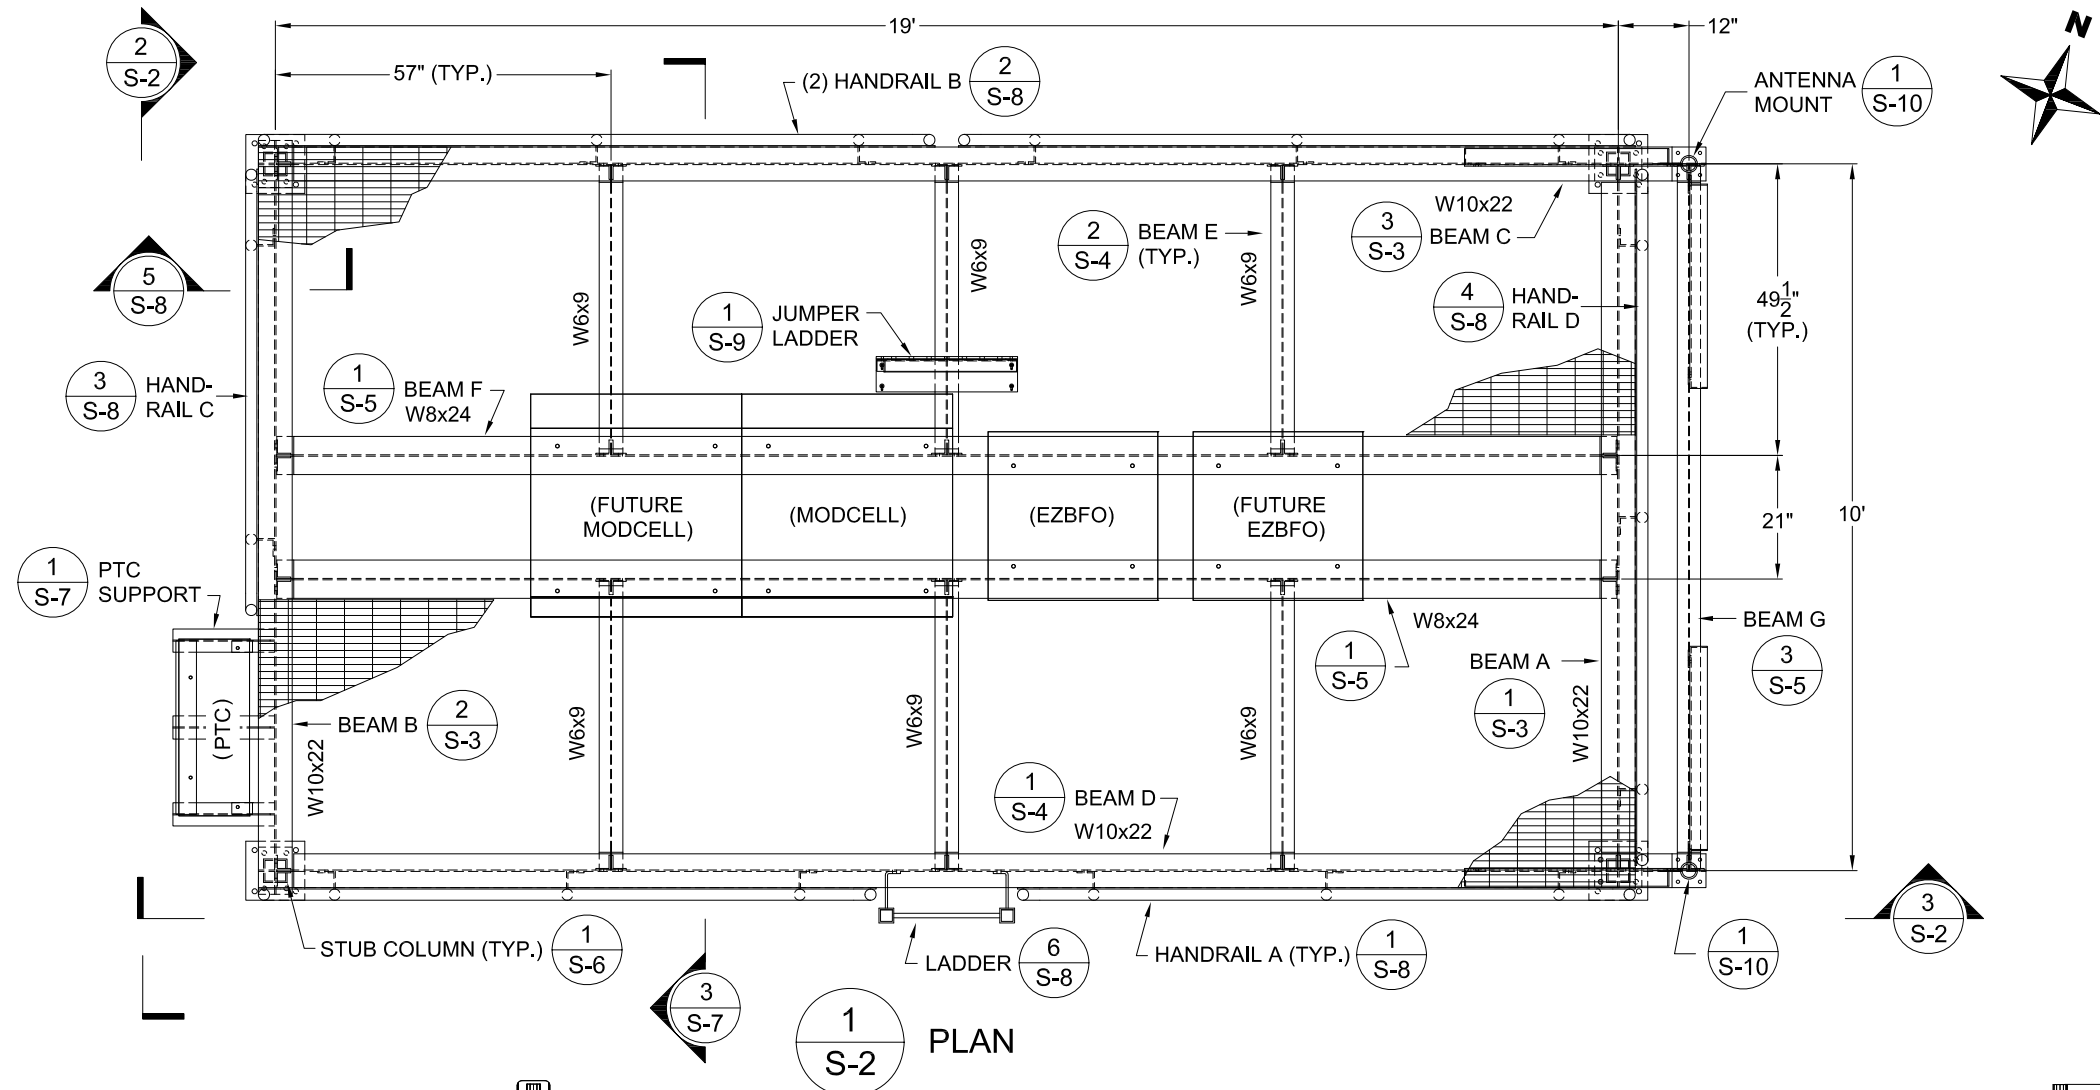 19'
12"
N
2
S-2
57" (TYP.)
(2) HANDRAIL B
2
S-8
ANTENNA
MOUNT
1
S-10
W10x22
BEAM C
3
S-3
2
S-4
BEAM E
(TYP.)
W6x9
W6x9
W6x9
5
S-8
4
S-8
HAND-
RAIL D
49 1/2"
(TYP.)
1
S-9
JUMPER
LADDER
3
S-8
HAND-
RAIL C
1
S-5
BEAM F
W8x24
(FUTURE
MODCELL)
(MODCELL)
(EZBFO)
(FUTURE
EZBFO)
21"
10'
1
S-7
PTC
SUPPORT
W8x24
1
S-5
BEAM G
3
S-5
BEAM A
1
S-3
W10x22
(PTC)
BEAM B
2
S-3
W10x22
W6x9
W6x9
W6x9
1
S-4
BEAM D
W10x22
STUB COLUMN (TYP.)
1
S-6
LADDER
6
S-8
HANDRAIL A (TYP.)
1
S-8
1
S-10
3
S-2
3
S-7
1
S-2
PLAN